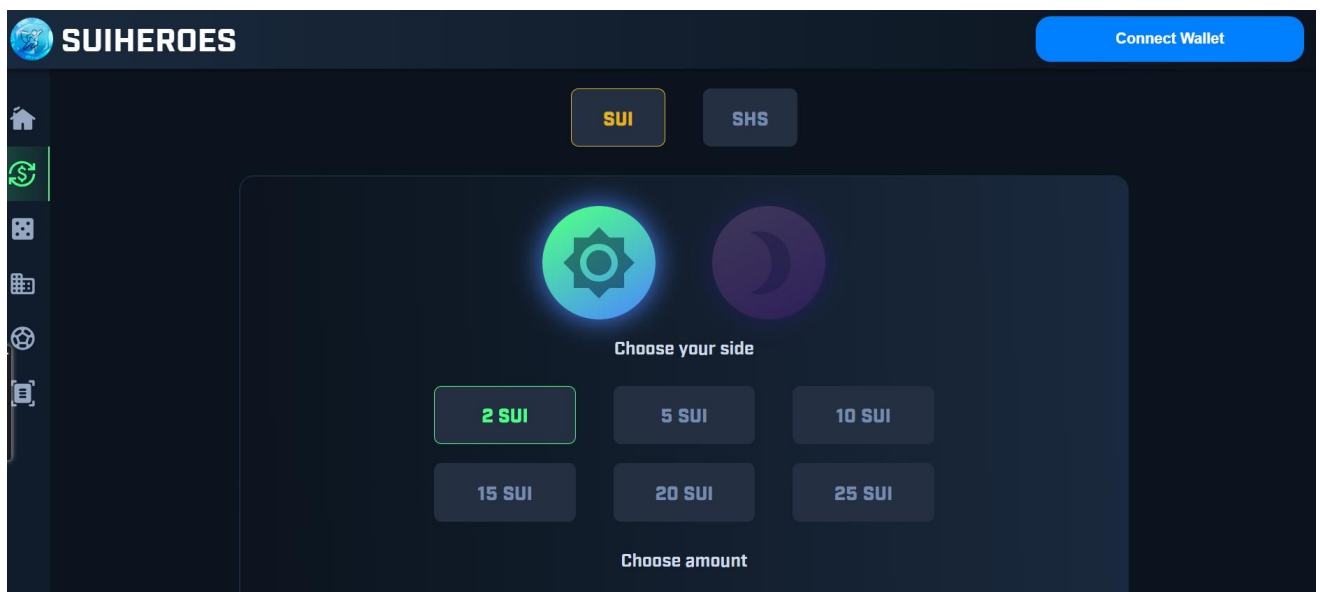 SUIHEROES
Connect Wallet
SUI
SHS
Choose your side
2 SUI
5 SUI
10 SUI
15 SUI
20 SUI
25 SUI
Choose amount